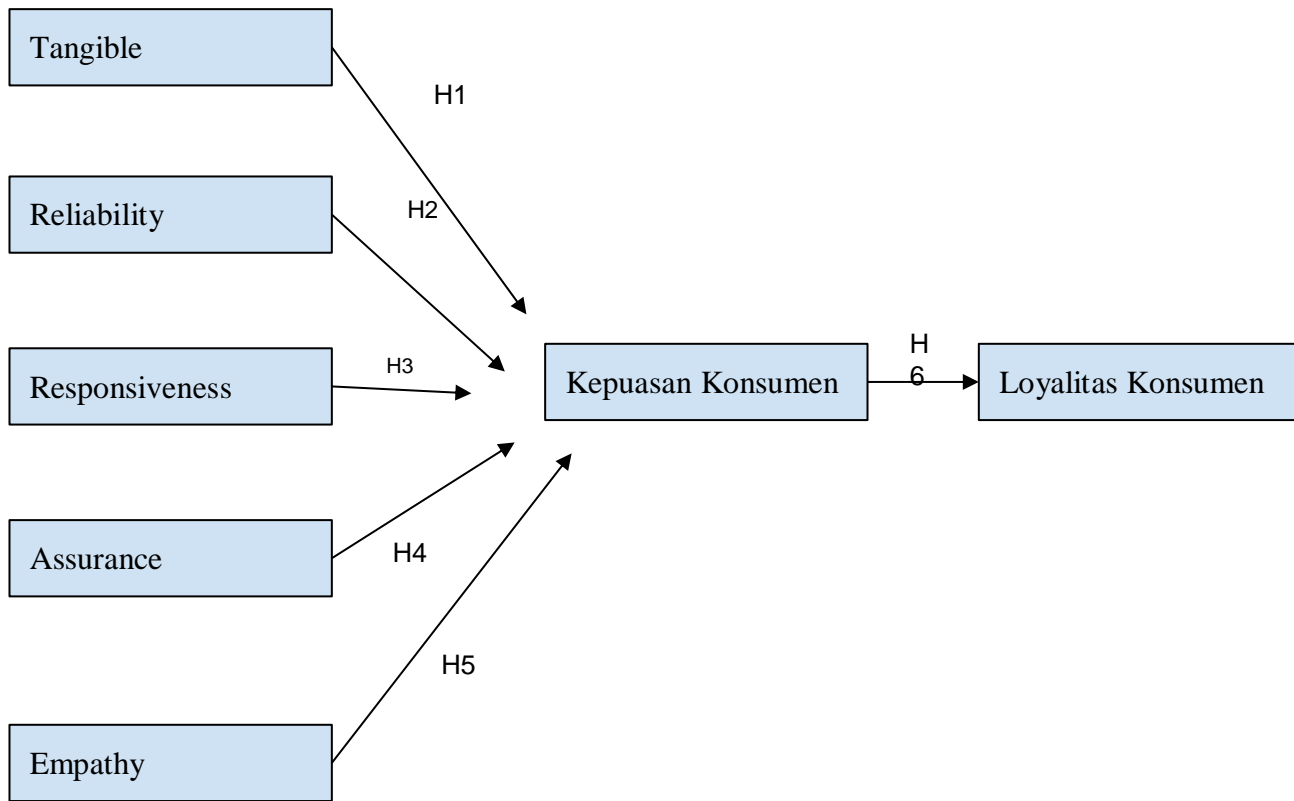 Tangible
H1
Reliability
H2
Responsiveness
H3
Kepuasan Konsumen
H
6
Loyalitas Konsumen
Assurance
H4
H5
Empathy